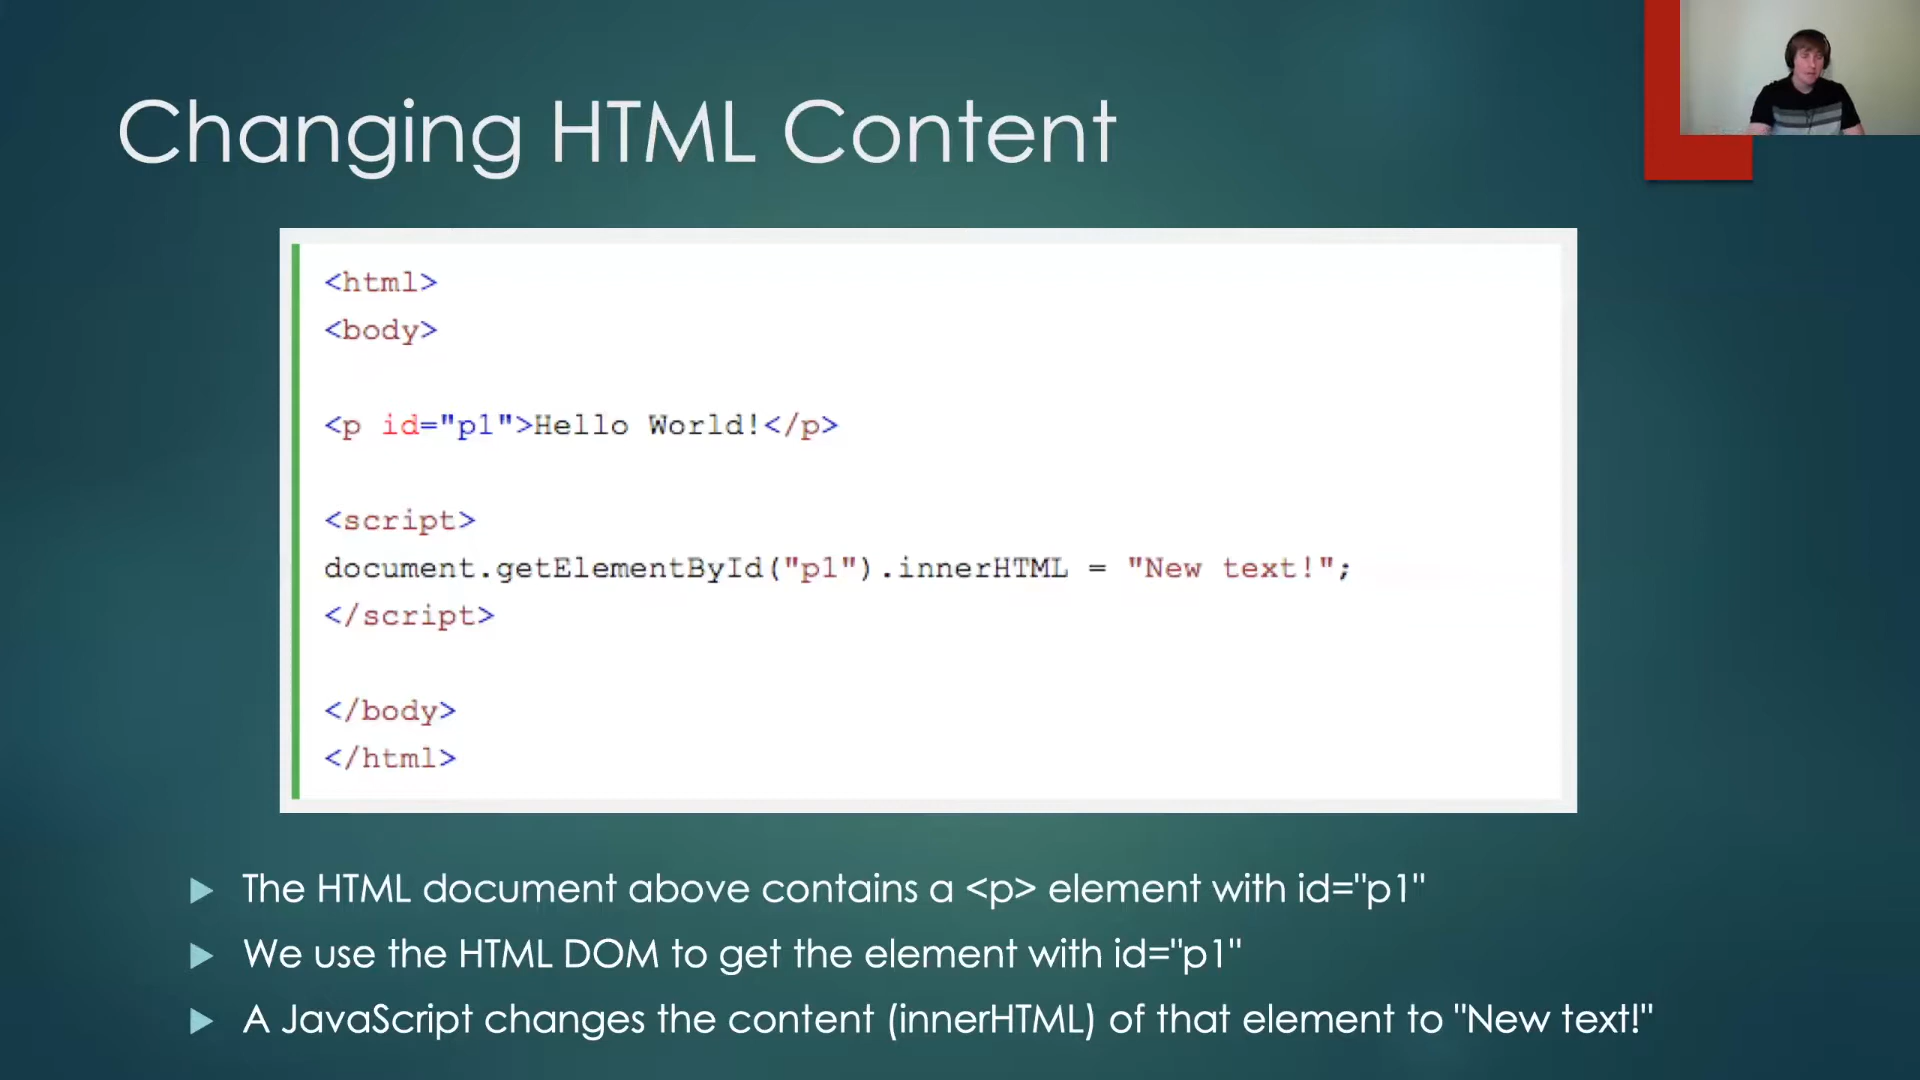 Changing HTML Content
<html>
<body>
<p id="p1">Hello World!</p>
<script>
document.getElementById("p1").innerHTML = "New text!";
</script>
</body>
</html>
The HTML document above contains a <p> element with id="p1"
We use the HTML DOM to get the element with id="p1"
A JavaScript changes the content (innerHTML) of that element to "New text!"